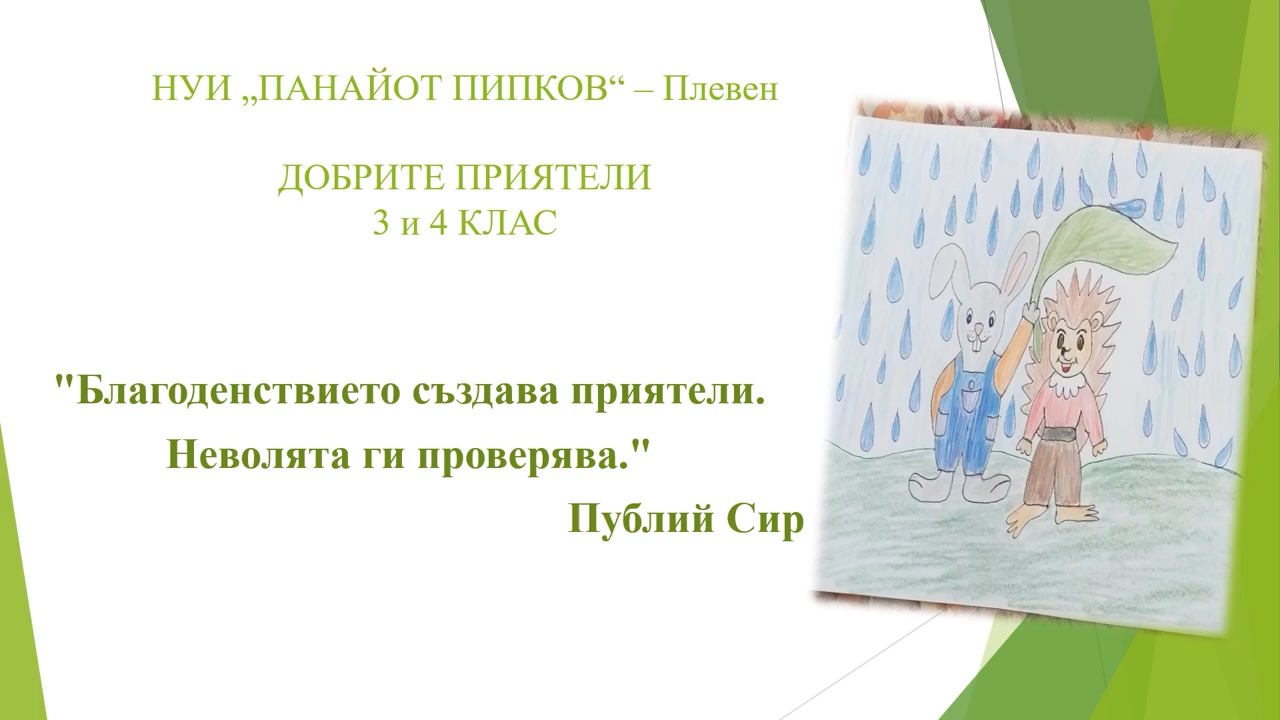 НУИ „ПАНАЙОТ ПИПКОВ“ – Плевен
ДОБРИТЕ ПРИЯТЕЛИ
3 и 4 КЛАС
"Благоденствието създава приятели.
Неволята ги проверява."
Публий Сир